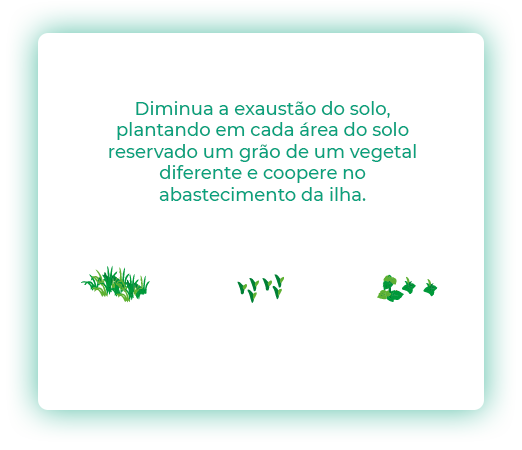 Diminua a exaustão do solo,
plantando em cada área do solo
reservado um grão de um vegetal
diferente e coopere no
abastecimento da ilha.